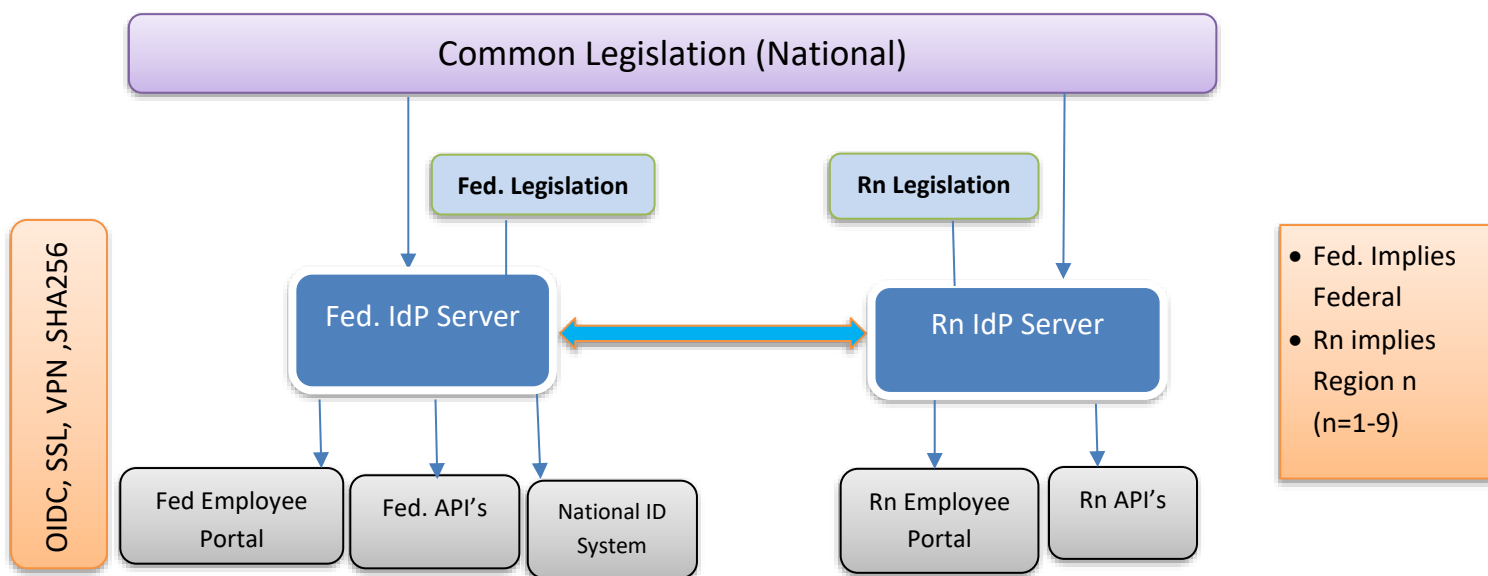 Common Legislation (National)
Fed. Legislation
Rn Legislation
OIDC, SSL, VPN ,SHA256
Fed. IdP Server
Rn IdP Server
• Fed. Implies
Federal
• Rn implies
Region n
(n=1-9)
Fed Employee
Portal
Fed. API's
National ID
System
Rn Employee
Portal
Rn API’s